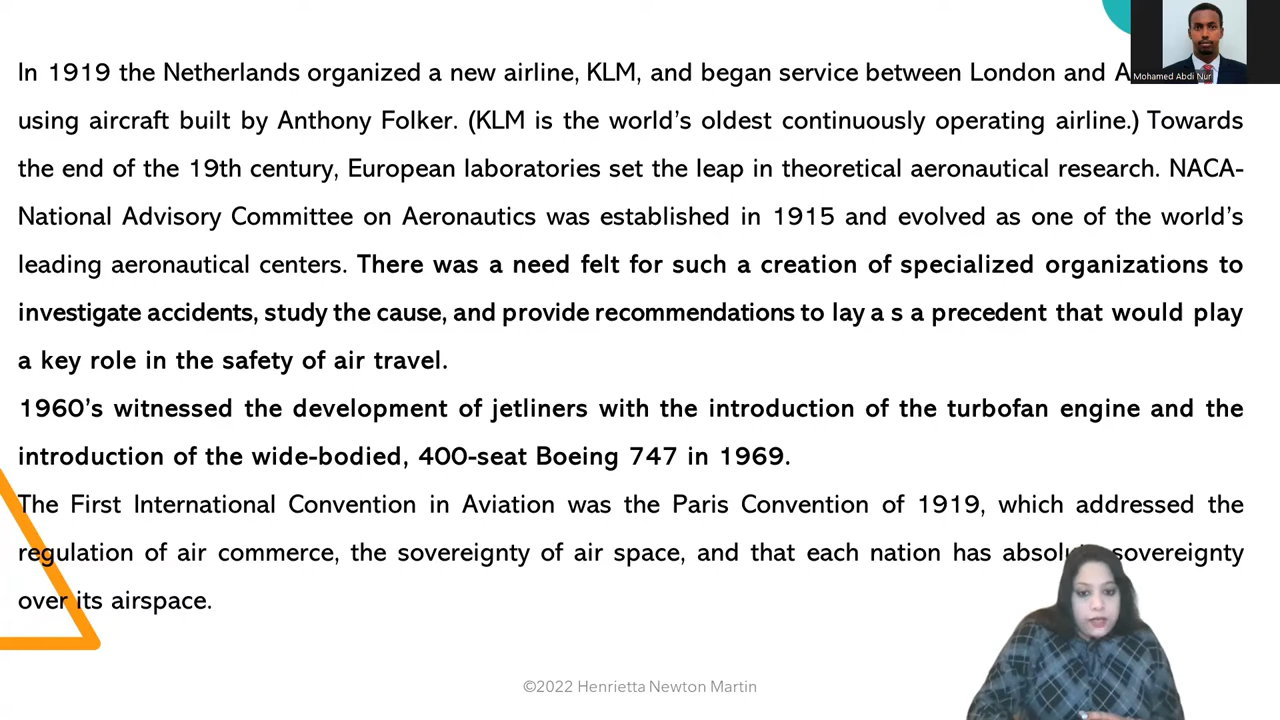 In 1919 the Netherlands organized a new airline, KLM, and began service between London and
using aircraft built by Anthony Folker. (KLM is the world's oldest continuously operating airline.) Towards
the end of the 19th century, European laboratories set the leap in theoretical aeronautical research. NACA-
National Advisory Committee on Aeronautics was established in 1915 and evolved as one of the world's
leading aeronautical centers. There was a need felt for such a creation of specialized organizations to
investigate accidents, study the cause, and provide recommendations to lay a s a precedent that would play
a key role in the safety of air travel.
1960's witnessed the development of jetliners with the introduction of the turbofan engine and the
introduction of the wide-bodied, 400-seat Boeing 747 in 1969.
The First International Convention in Aviation was the Paris Convention of 1919, which addressed the
regulation of air commerce, the sovereignty of air space, and that each nation has absolute sovereignty
over its airspace.
©2022 Henrietta Newton Martin
Mohamed Abdi Nur